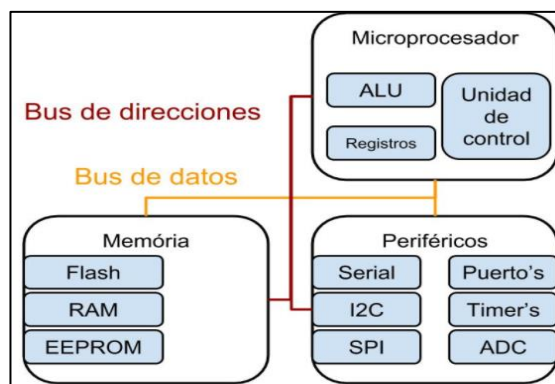 Microprocesador
ALU
Unidad
de
control
Registros
Bus de direcciones
Bus de datos
Memória
Flash
RAM
EEPROM
Periféricos
Serial
Puerto's
I2C
Timer's
SPI
ADC